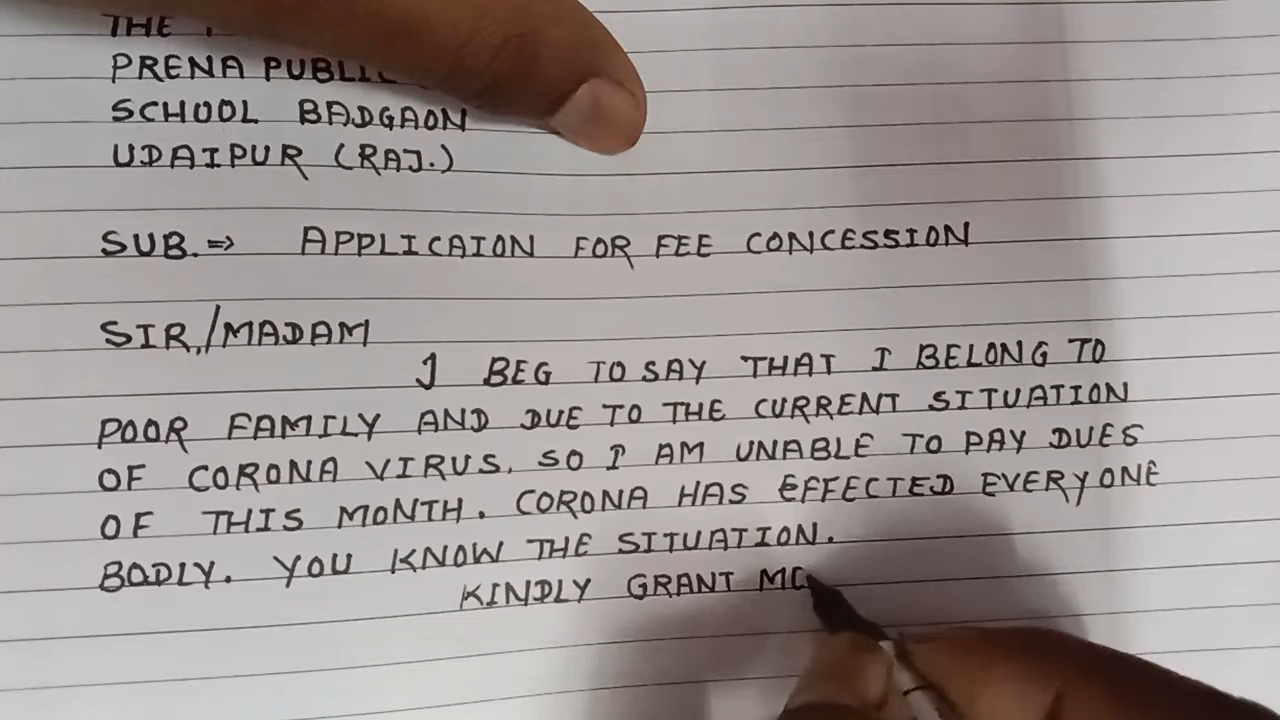 THE
PRENA PUBLIC
SCHOOL BADGAON
UDAIPUR (RAJ.)
SUB.⇒ APPLICAION FOR FEE CONCESSION
SIR./MADAM
I BEG TO SAY THAT I BELONG TO
POOR FAMILY AND DUE TO THE CURRENT SITUATION
OF CORONA VIRUS. SO I AM UNABLE TO PAY DUES
OF THIS MONTH. CORONA HAS EFFECTED EVERYONE
BADLY. YOU KNOW THE SITUATION.
KINDLY GRANT